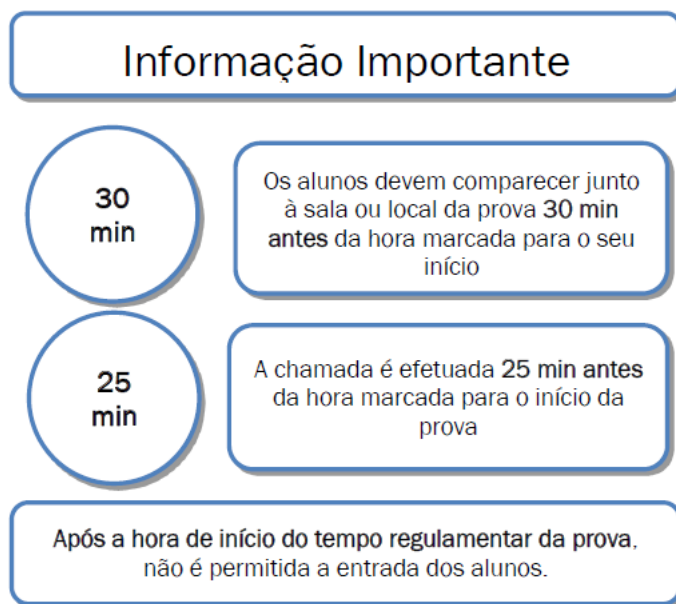 Informação Importante
30
min
Os alunos devem comparecer junto
à sala ou local da prova 30 min
antes da hora marcada para o seu
início
25
min
A chamada é efetuada 25 min antes
da hora marcada para o início da
prova
Após a hora de início do tempo regulamentar da prova,
não é permitida a entrada dos alunos.